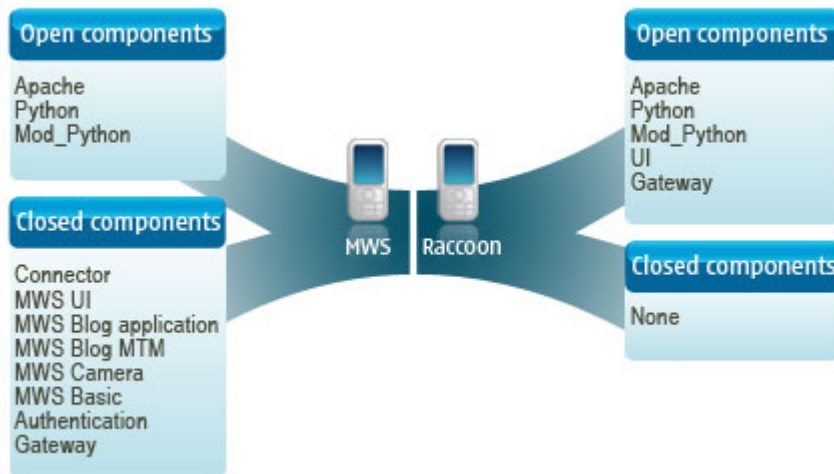 Open components
Apache
Python
Mod_Python
Closed components
Connector
MWS UI
MWS Blog application
MWS Blog MTM
MWS Camera
MWS Basic
Authentication
Gateway
MWS
Raccoon
Open components
Apache
Python
Mod_Python
UI
Gateway
Closed components
None